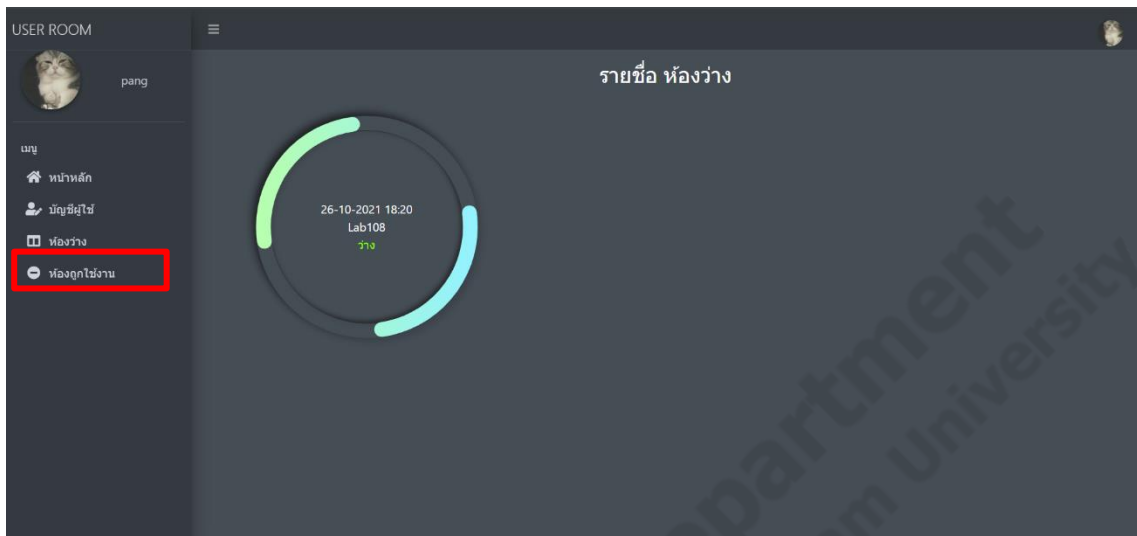 USER ROOM
pang
เมนู
หน้าหลัก
บัญชีผู้ใช้
ห้องว่าง
ห้องถูกใช้งาน
รายชื่อ ห้องว่าง
26-10-2021 18:20
Lab108
ว่าง
partment
University